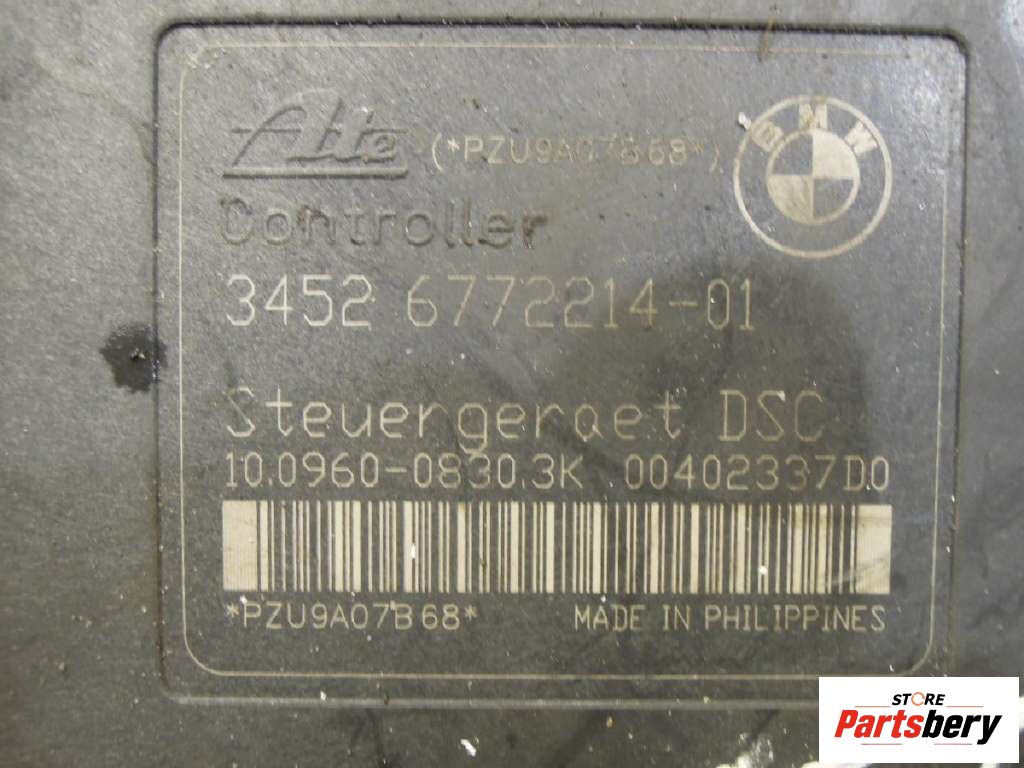 Ate (*PZU9A07B68*) BMW
Controller
3452 6772214-01
Steuergeraet DSC
10.0960-0830.3K 00402337D0
*PZU9A07B68* MADE IN PHILIPPINES
STORE
Partsbery